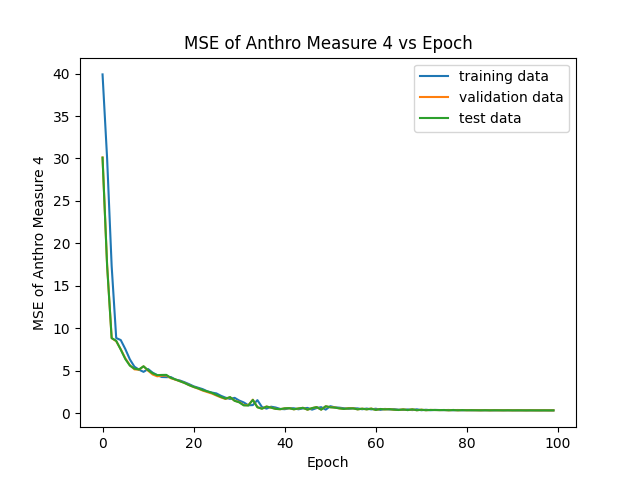 MSE of Anthro Measure 4 vs Epoch
training data
validation data
test data
MSE of Anthro Measure 4
40
35
30
25
20
15
10
5
0
0 20 40 60 80 100
Epoch